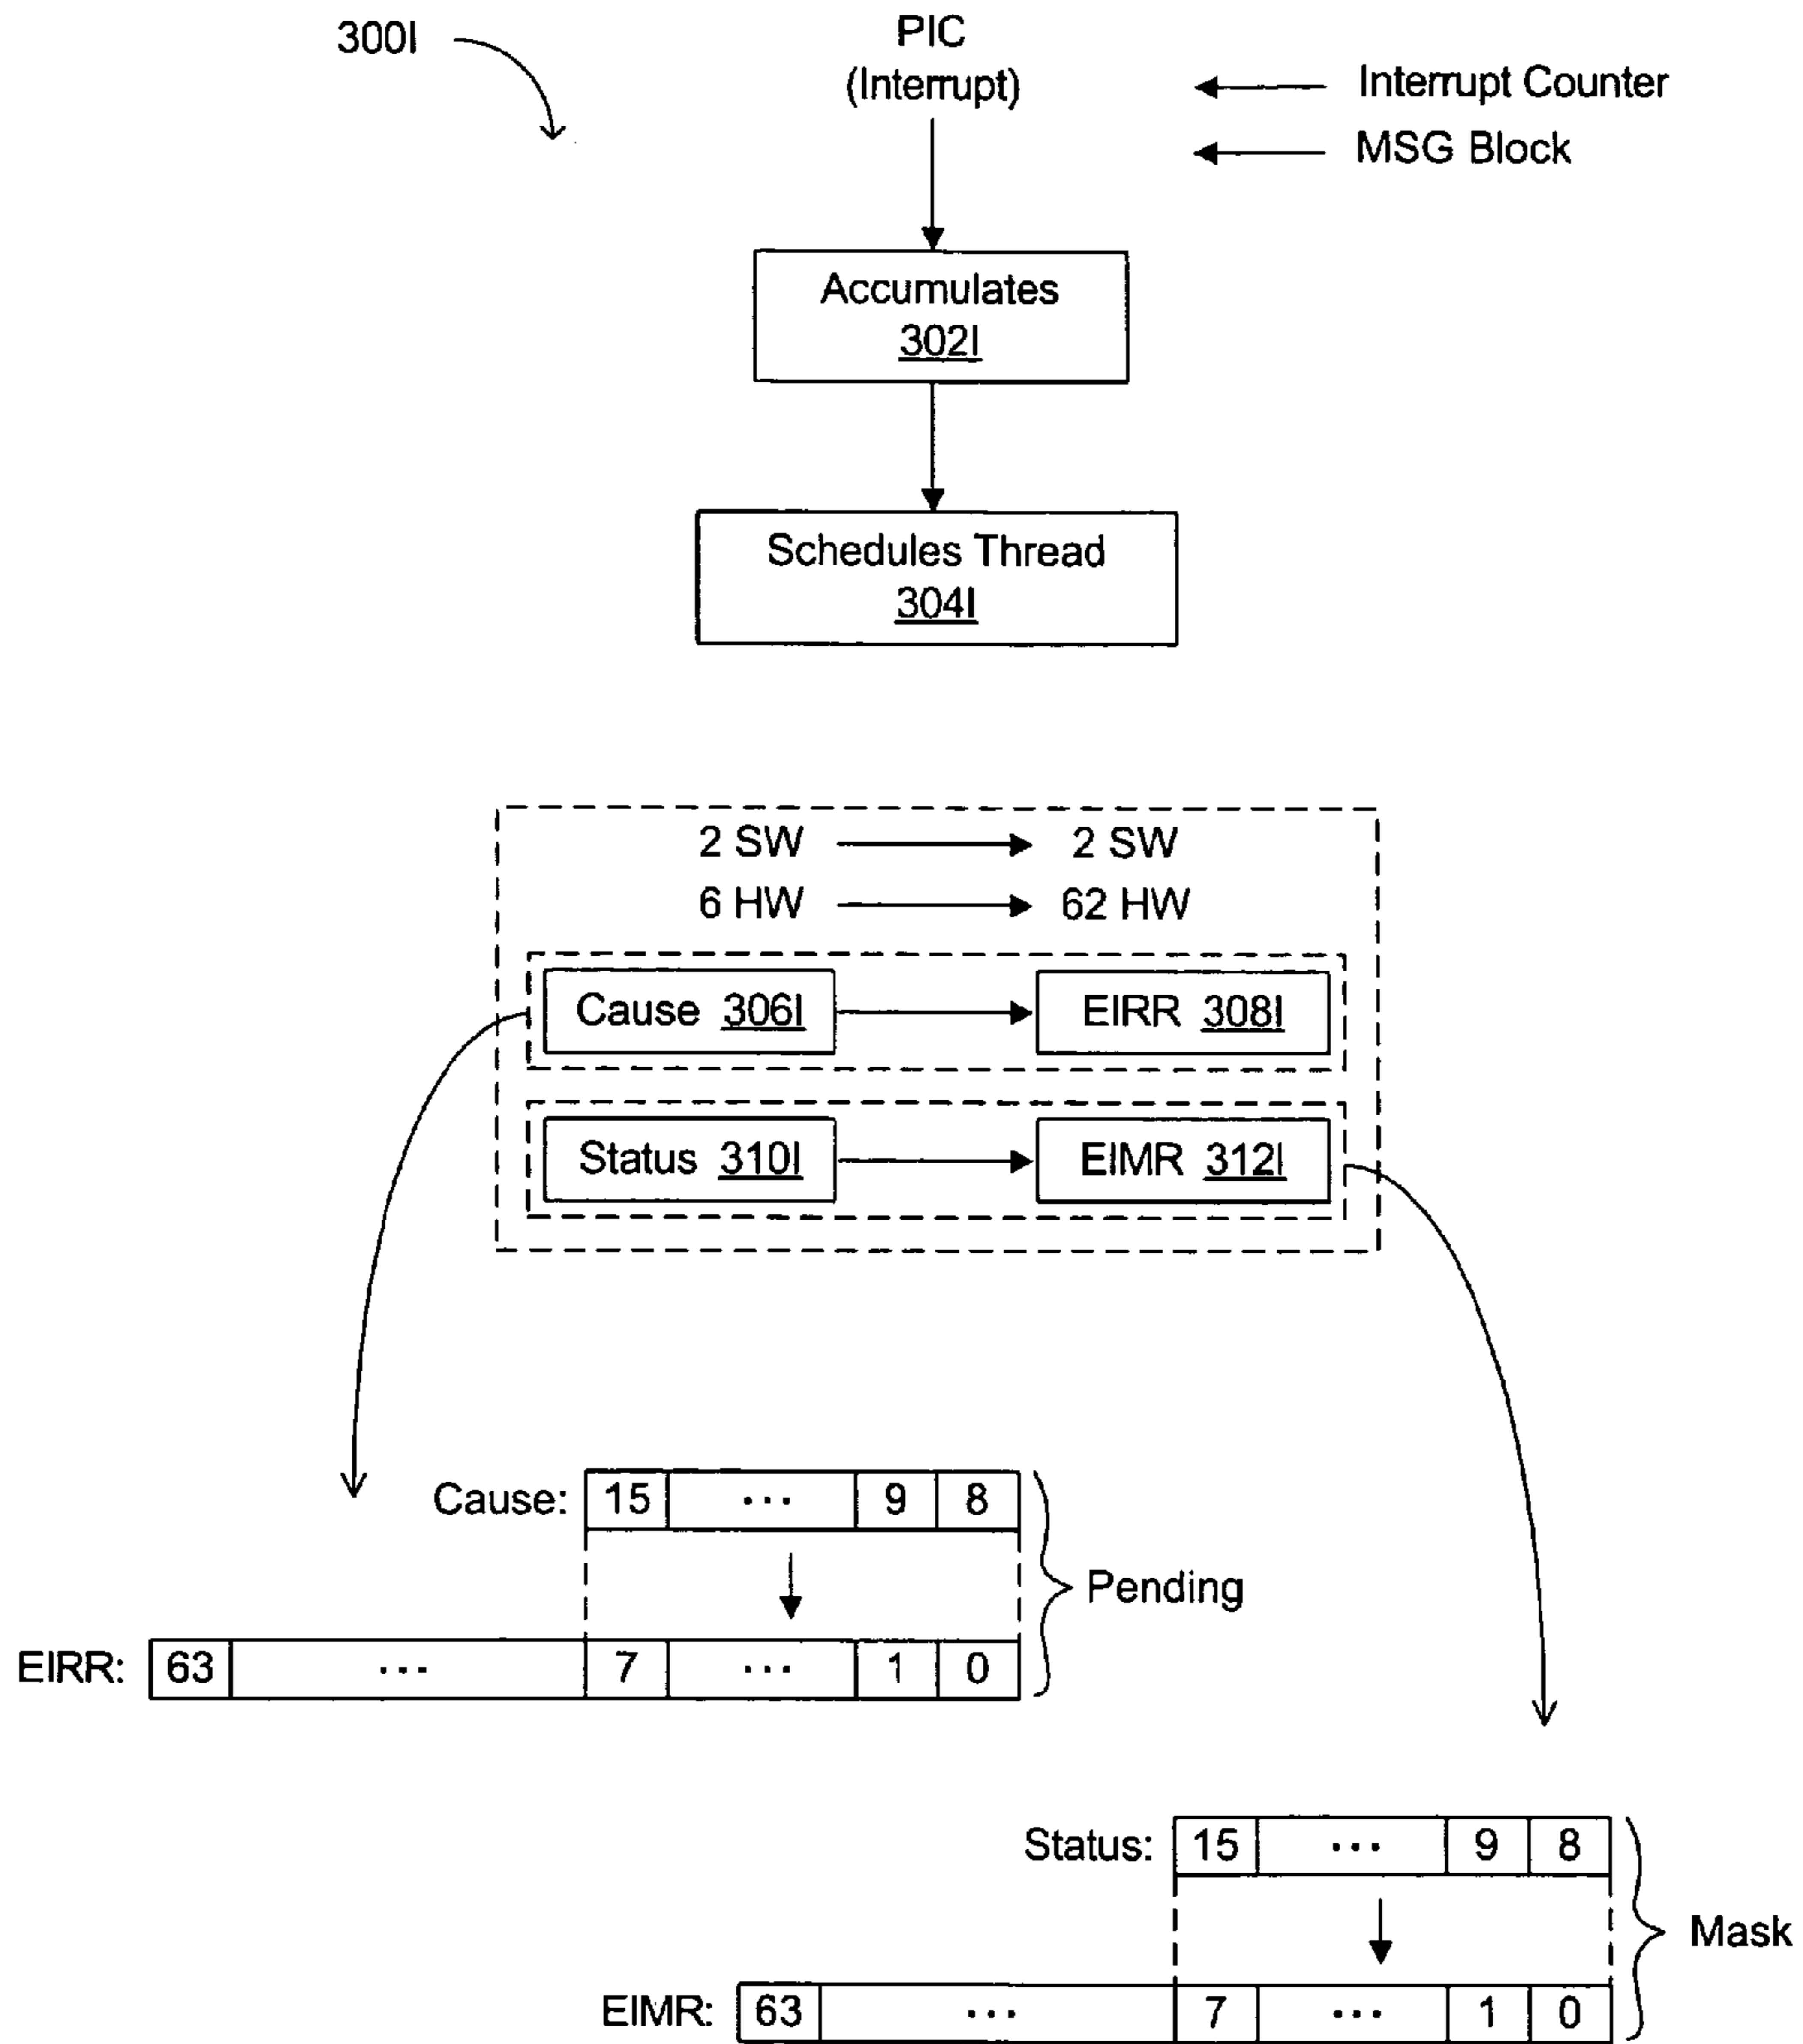 300I
PIC
(Interrupt)
Interrupt Counter
MSG Block
Accumulates
302I
Schedules Thread
304I
2 SW 2 SW
6 HW 62 HW
Cause 306I EIRR 308I
Status 310I EIMR 312I
Cause: 15 ... 9 8
Pending
EIRR: 63 ... 7 ... 1 0
Status: 15 ... 9 8
Mask
EIMR: 63 ... 7 ... 1 0